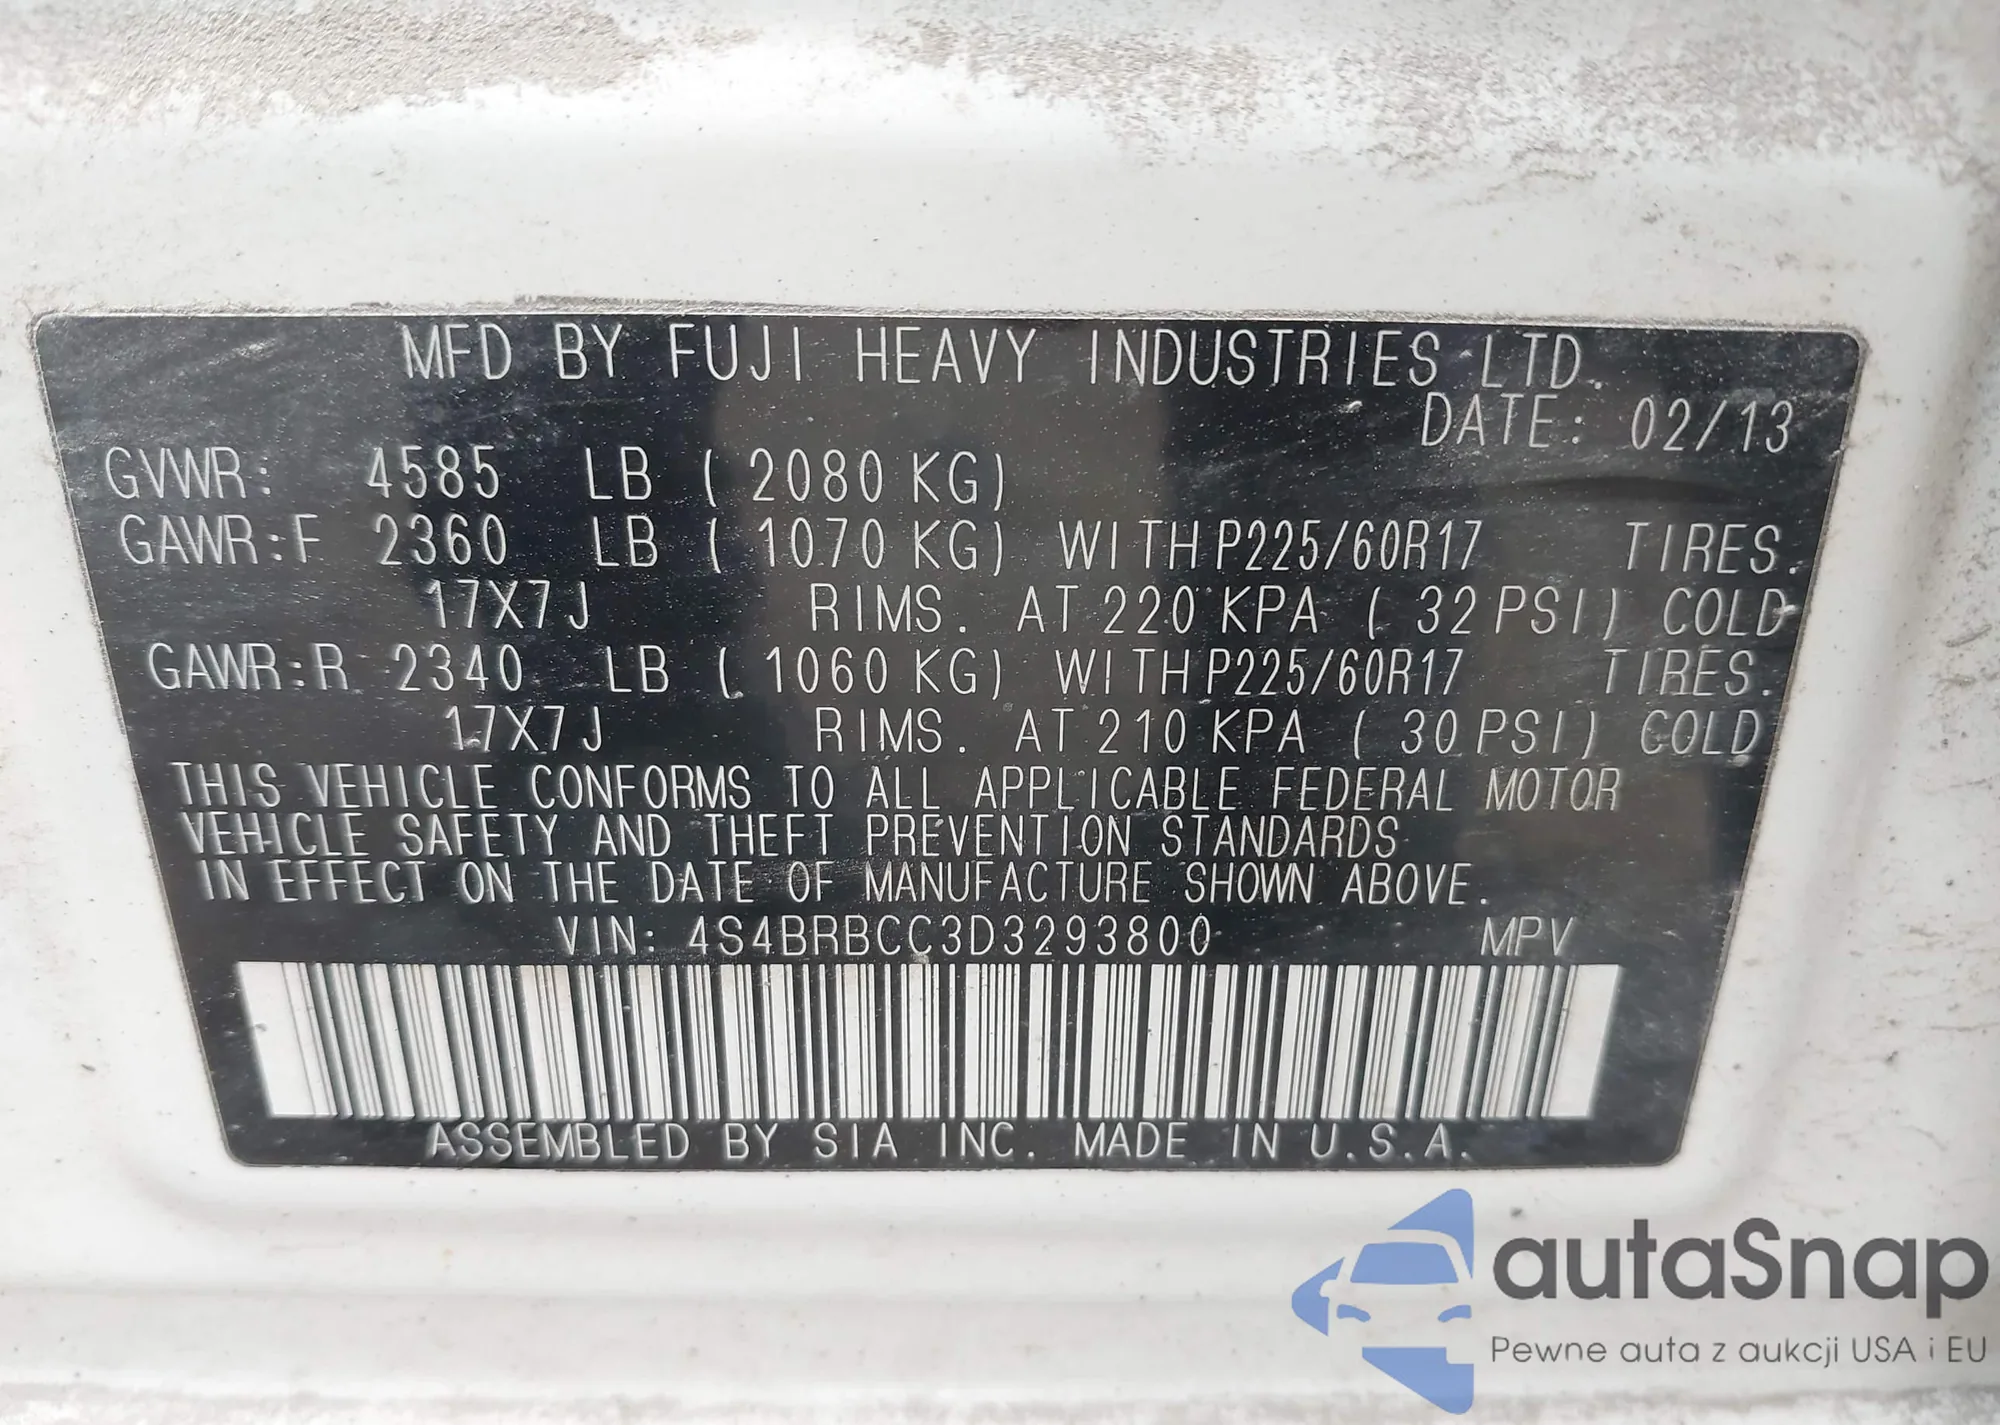 MFD BY FUJI HEAVY INDUSTRIES LTD.
DATE: 02/13
GVWR: 4585 LB ( 2080 KG)
GAWR:F 2360 LB ( 1070 KG) WITH P225/60R17 TIRES.
17X7J RIMS. AT 220 KPA ( 32 PSI) COLD
GAWR:R 2340 LB ( 1060 KG) WITH P225/60R17 TIRES.
17X7J RIMS. AT 210 KPA ( 30 PSI) COLD
THIS VEHICLE CONFORMS TO ALL APPLICABLE FEDERAL MOTOR
VEHICLE SAFETY AND THEFT PREVENTION STANDARDS
IN EFFECT ON THE DATE OF MANUFACTURE SHOWN ABOVE.
VIN: 4S4BRBCC3D3293800 MPV
ASSEMBLED BY SIA INC. MADE IN U.S.A.
autaSnap
Pewne auta z aukcji USA i EU